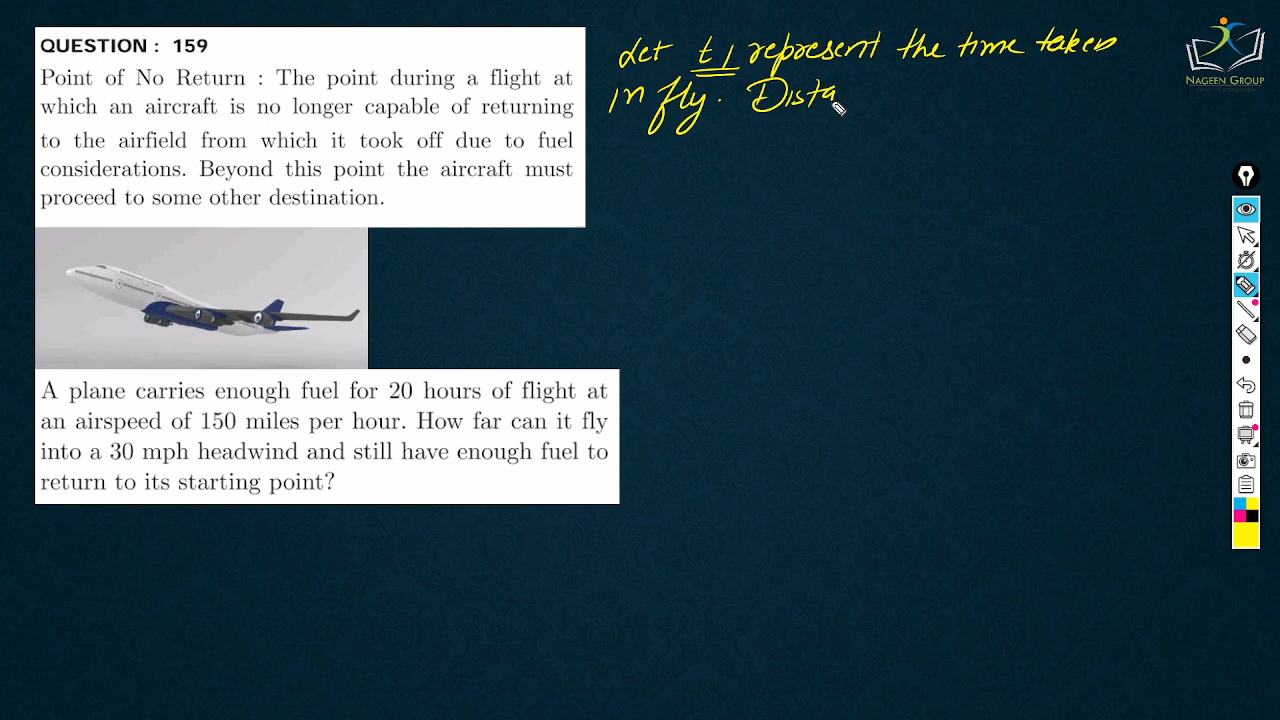 QUESTION : 159
Point of No Return : The point during a flight at
which an aircraft is no longer capable of returning
to the airfield from which it took off due to fuel
considerations. Beyond this point the aircraft must
proceed to some other destination.
A plane carries enough fuel for 20 hours of flight at
an airspeed of 150 miles per hour. How far can it fly
into a 30 mph headwind and still have enough fuel to
return to its starting point?
Let t1 represent the time taken
in fly. Dista
NAGEEN GROUP